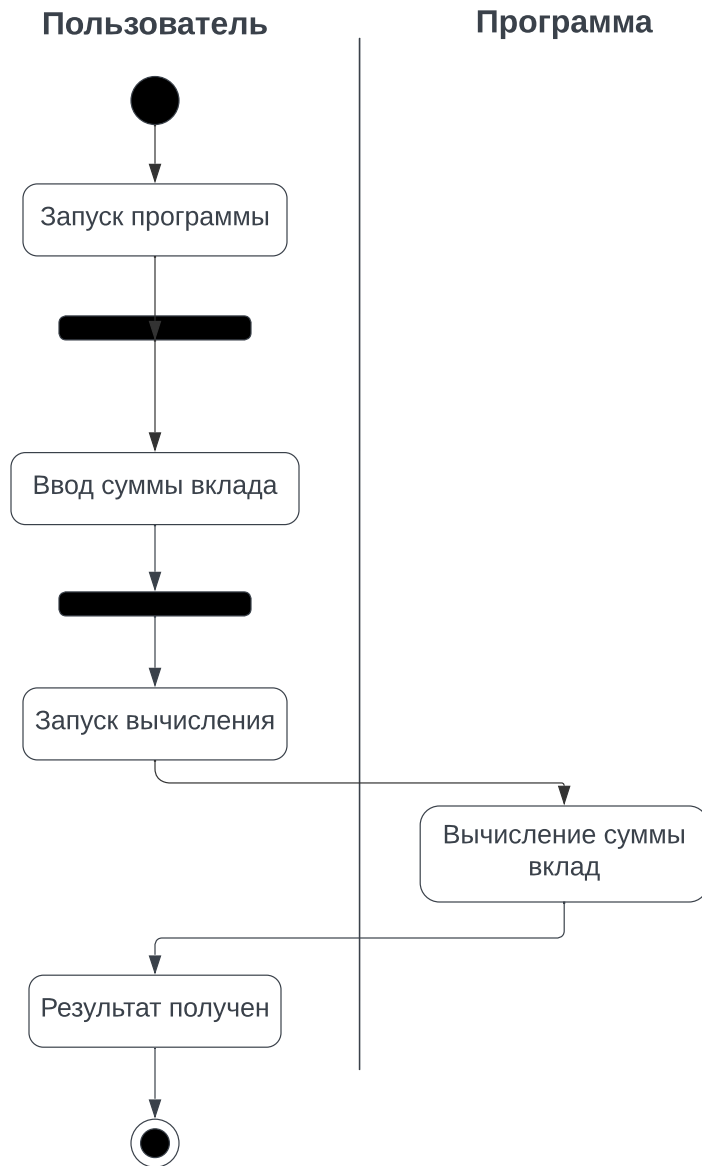 Пользователь
Программа
Запуск программы
Ввод суммы вклада
Запуск вычисления
Вычисление суммы
вклад
Результат получен